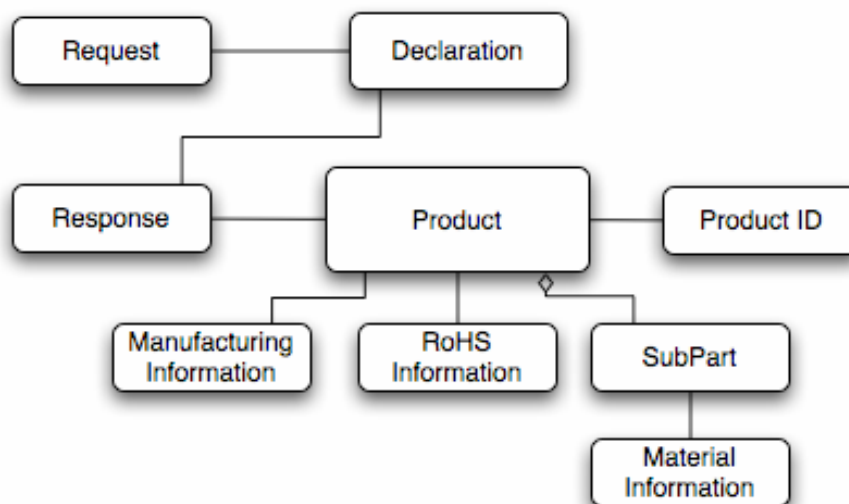 Request
Declaration
Response
Product
Product ID
Manufacturing
Information
RoHS
Information
SubPart
Material
Information